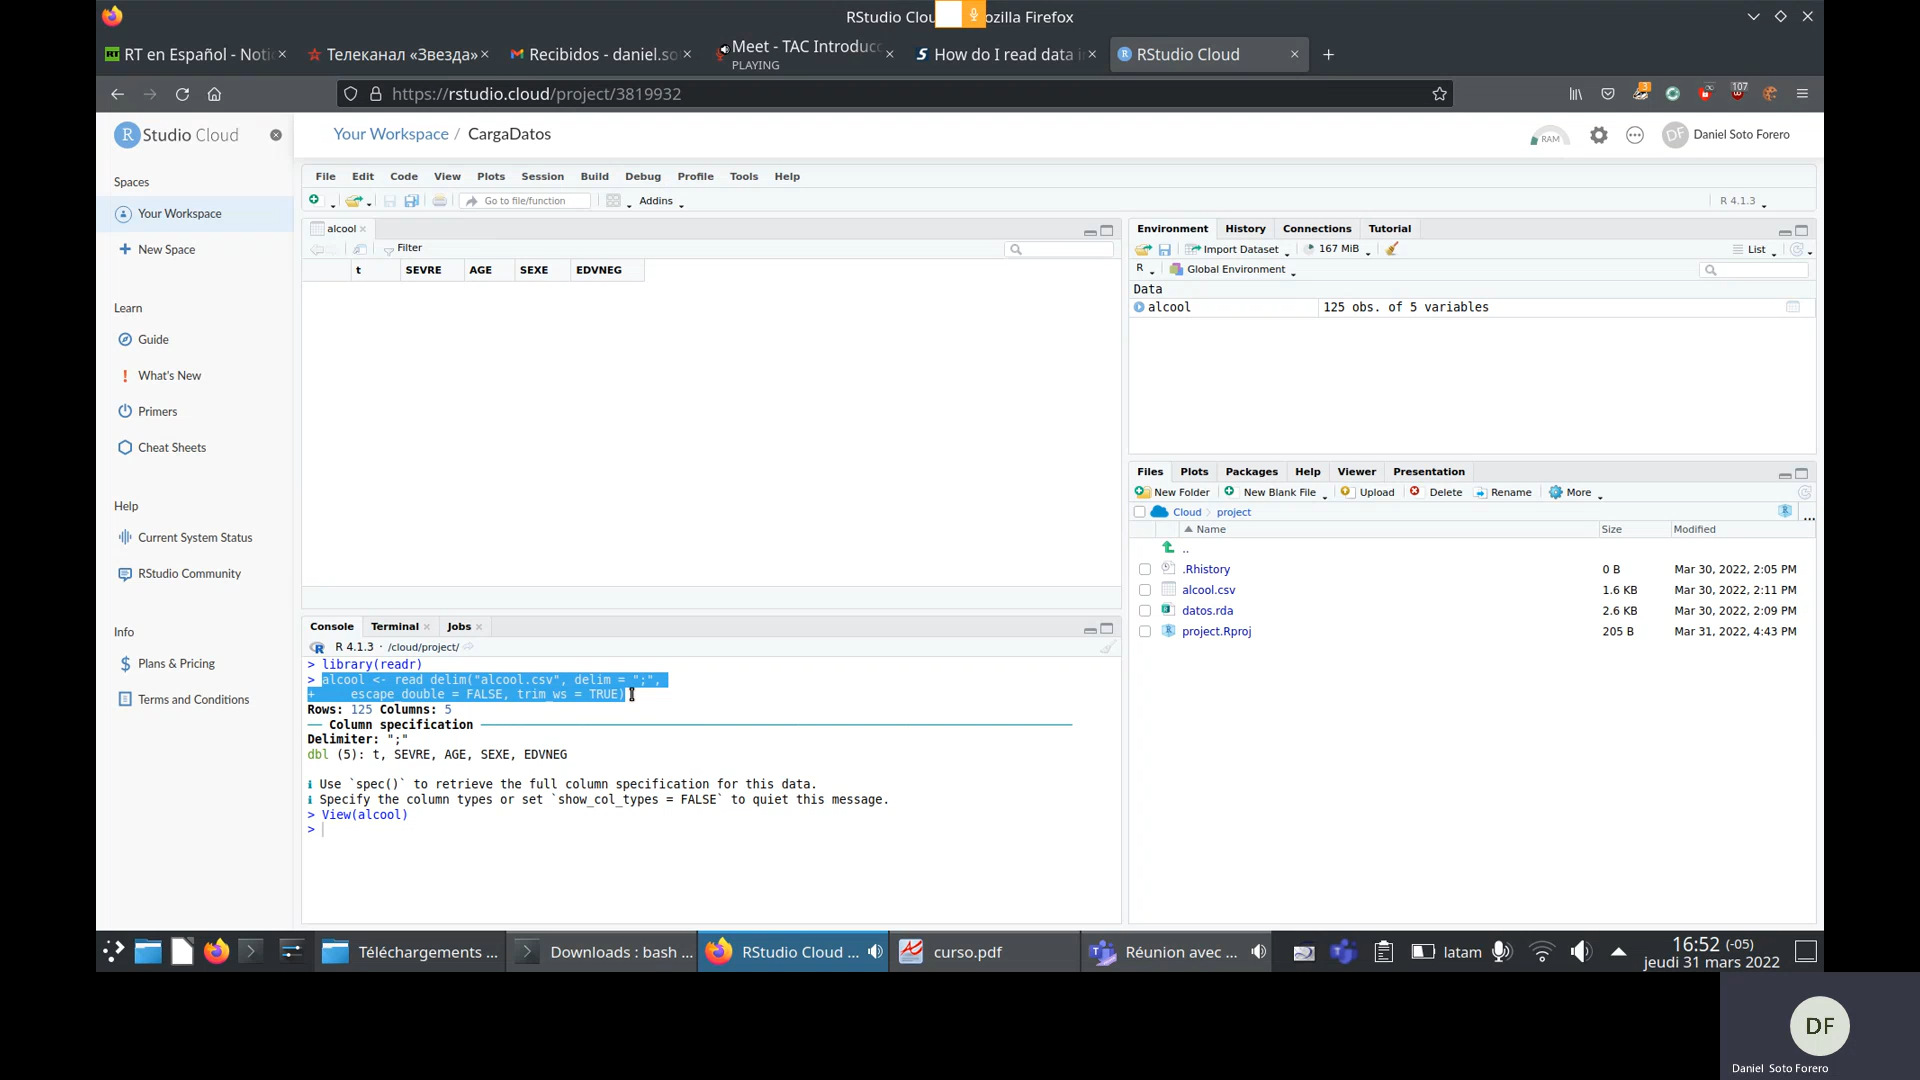 RStudio Clou
ozilla Firefox
RT en Español - Noti
Телеканал «Звезда»
Recibidos - daniel.so
Meet - TAC Introduc
PLAYING
How do I read data i
RStudio Cloud
https://rstudio.cloud/project/3819932
3
107
R Studio Cloud
Your Workspace / CargaDatos
RAM
DF Daniel Soto Forero
Spaces
Your Workspace
New Space
Learn
Guide
What's New
Primers
Cheat Sheets
Help
Current System Status
RStudio Community
Info
Plans & Pricing
Terms and Conditions
File Edit Code View Plots Session Build Debug Profile Tools Help
Go to file/function
Addins
R 4.1.3
alcool
Filter
t SEVRE AGE SEXE EDVNEG
Console Terminal Jobs
R 4.1.3 · /cloud/project/
> library(readr)
> alcool <- read_delim("alcool.csv", delim = ";",
+     escape_double = FALSE, trim_ws = TRUE)
Rows: 125 Columns: 5
── Column specification
Delimiter: ";"
dbl (5): t, SEVRE, AGE, SEXE, EDVNEG
ℹ Use `spec()` to retrieve the full column specification for this data.
ℹ Specify the column types or set `show_col_types = FALSE` to quiet this message.
> View(alcool)
>
Environment History Connections Tutorial
Import Dataset 167 MiB List
R Global Environment
Data
alcool 125 obs. of 5 variables
Files Plots Packages Help Viewer Presentation
New Folder New Blank File Upload Delete Rename More
Cloud project
...
Name Size Modified
..
.Rhistory 0 B Mar 30, 2022, 2:05 PM
alcool.csv 1.6 KB Mar 30, 2022, 2:11 PM
datos.rda 2.6 KB Mar 30, 2022, 2:09 PM
project.Rproj 205 B Mar 31, 2022, 4:43 PM
Téléchargements ...
Downloads : bash ...
RStudio Cloud ...
curso.pdf
Réunion avec ...
latam
16:52 (-05)
jeudi 31 mars 2022
DF
Daniel Soto Forero